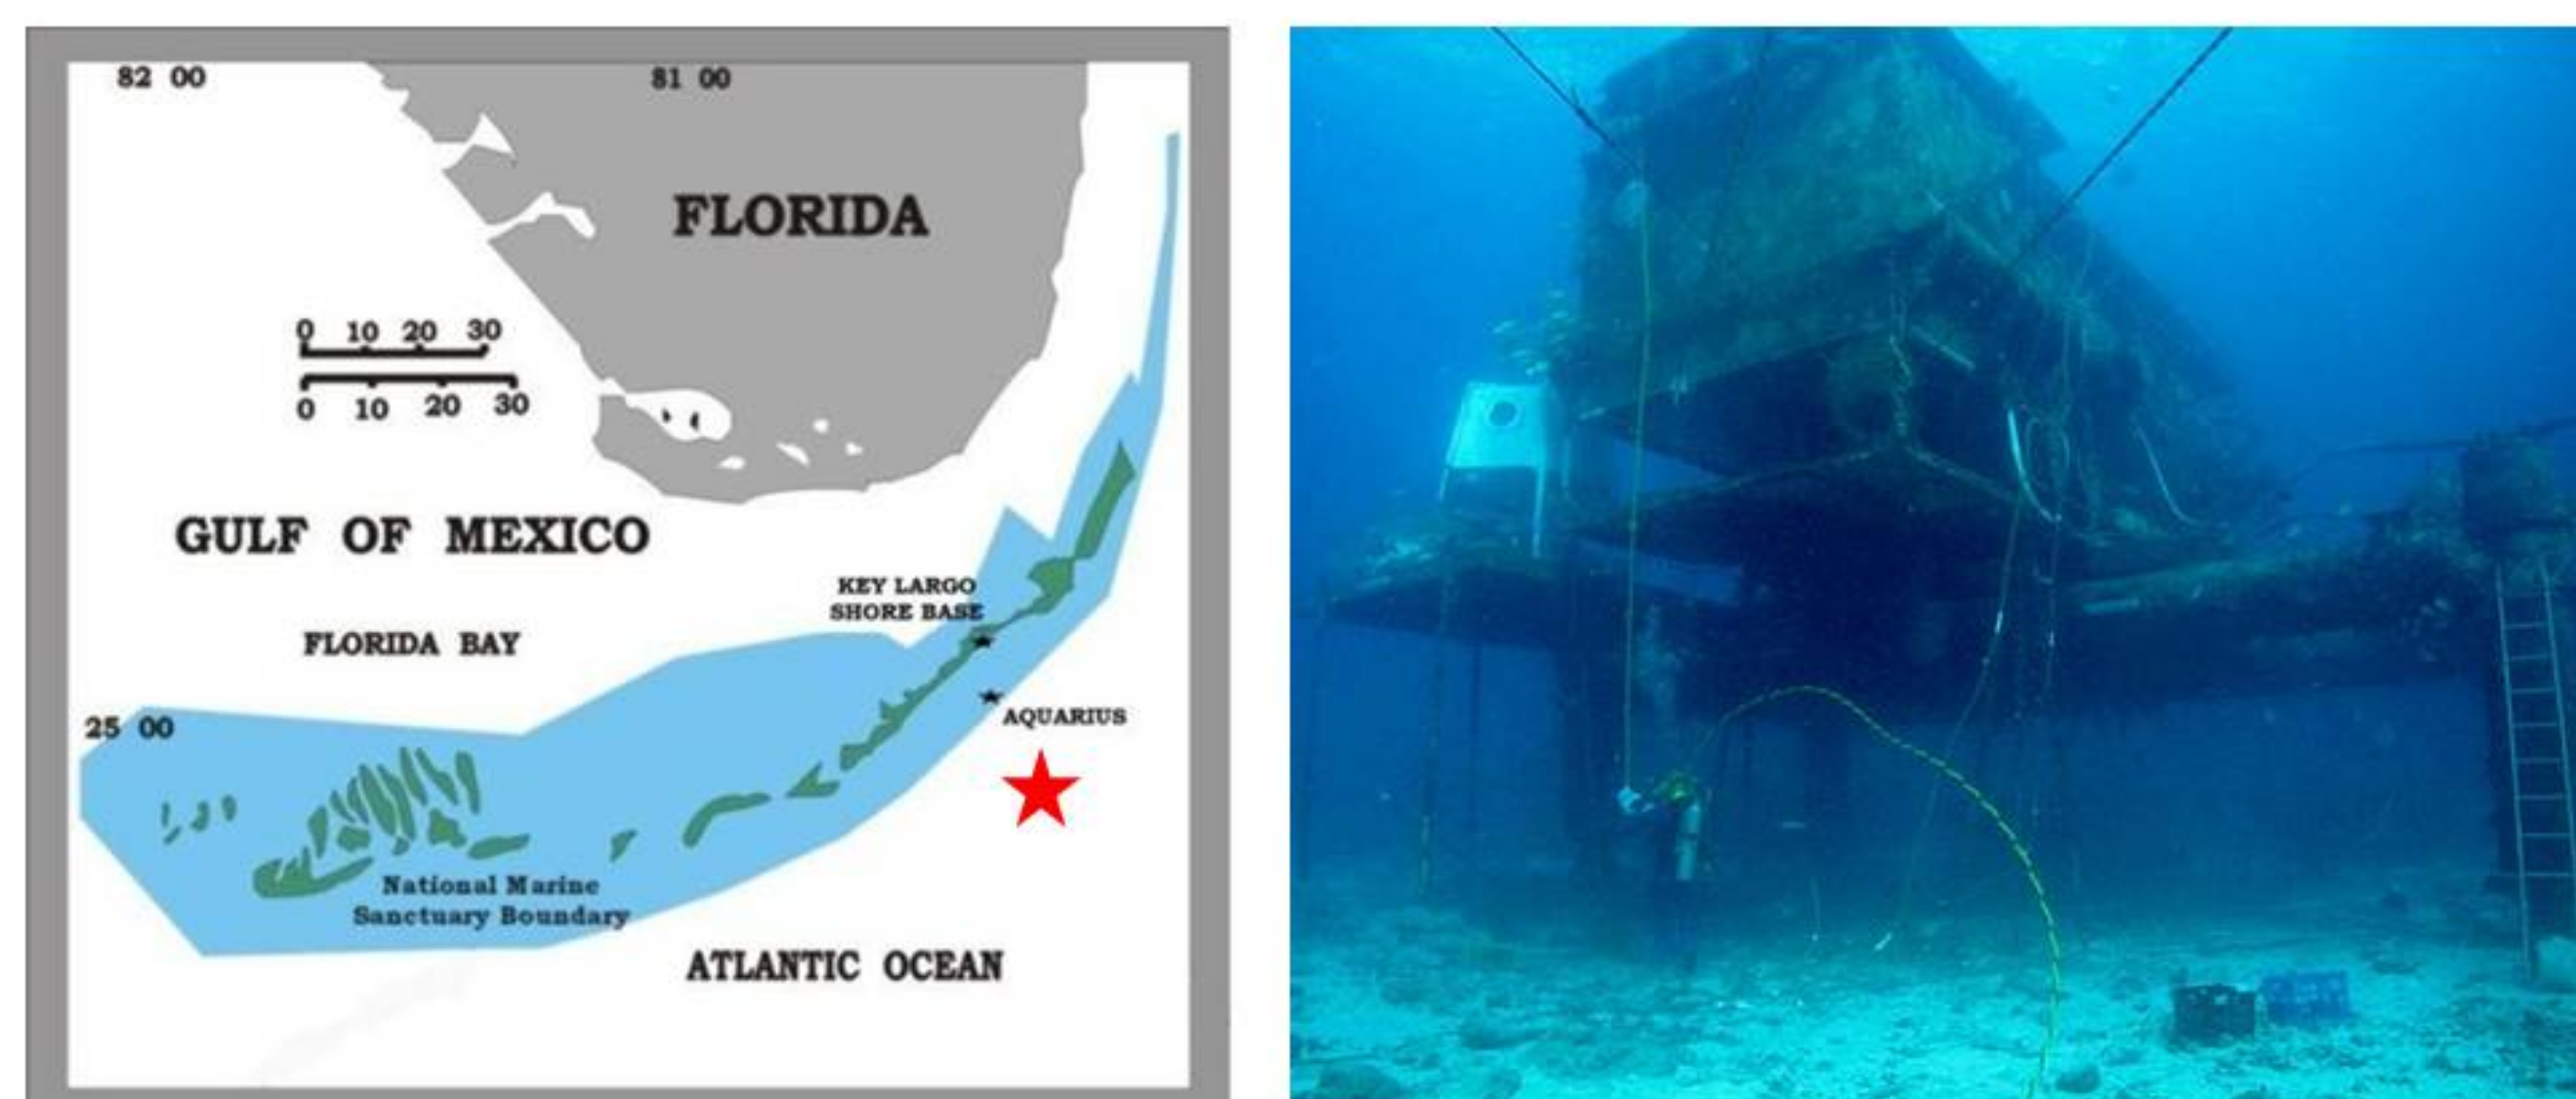 82 00 81 00
FLORIDA
0 10 20 30
0 10 20 30
GULF OF MEXICO
KEY LARGO
SHORE BASE
FLORIDA BAY
AQUARIUS
25 00
National Marine
Sanctuary Boundary
ATLANTIC OCEAN